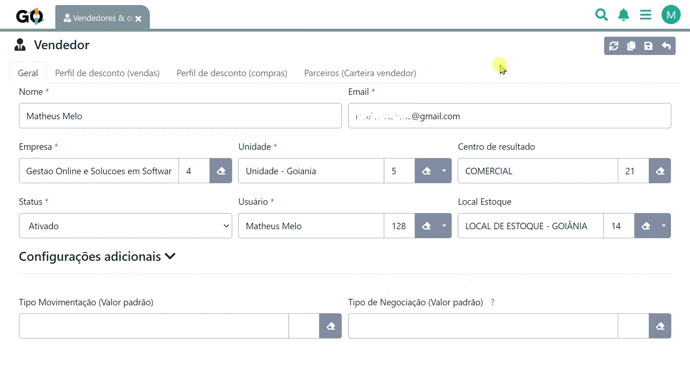 GO Vendedores & c
M
Vendedor
Geral Perfil de desconto (vendas) Perfil de desconto (compras) Parceiros (Carteira vendedor)
Nome * Email *
Matheus Melo @gmail.com
Empresa * Unidade * Centro de resultado
Gestao Online e Solucoes em Softwar 4 Unidade - Goiania 5 COMERCIAL 21
Status * Usuário * Local Estoque
Ativado Matheus Melo 128 LOCAL DE ESTOQUE - GOIÂNIA 14
Configurações adicionais
Tipo Movimentação (Valor padrão) Tipo de Negociação (Valor padrão) ?